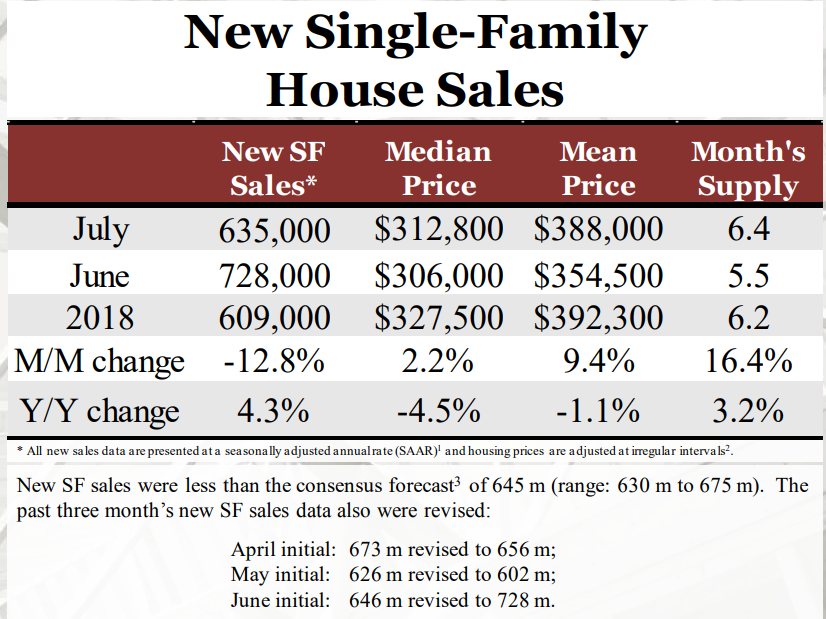 New Single-Family
House Sales
New SF Sales* Median Price Mean Price Month's Supply
July 635,000 $312,800 $388,000 6.4
June 728,000 $306,000 $354,500 5.5
2018 609,000 $327,500 $392,300 6.2
M/M change -12.8% 2.2% 9.4% 16.4%
Y/Y change 4.3% -4.5% -1.1% 3.2%
* All new sales data are presented at a seasonally adjusted annual rate (SAAR)¹ and housing prices are adjusted at irregular intervals².
New SF sales were less than the consensus forecast³ of 645 m (range: 630 m to 675 m). The
past three month’s new SF sales data also were revised:
April initial: 673 m revised to 656 m;
May initial: 626 m revised to 602 m;
June initial: 646 m revised to 728 m.